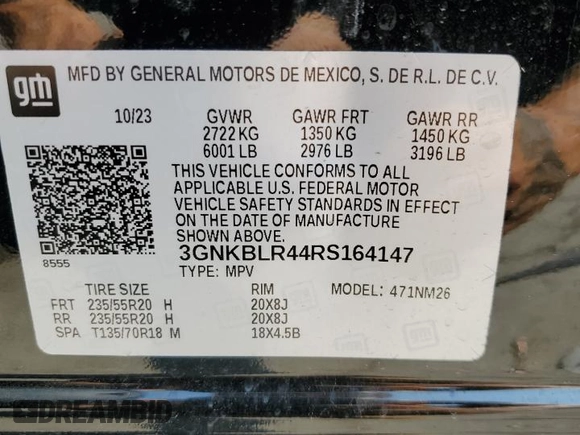 gm
MFD BY GENERAL MOTORS DE MEXICO, S. DE R.L. DE C.V.
10/23 GVWR GAWR FRT GAWR RR
2722 KG 1350 KG 1450 KG
6001 LB 2976 LB 3196 LB
THIS VEHICLE CONFORMS TO ALL
APPLICABLE U.S. FEDERAL MOTOR
VEHICLE SAFETY STANDARDS IN EFFECT
ON THE DATE OF MANUFACTURE
SHOWN ABOVE.
8555 3GNKBLR44RS164147
TYPE: MPV
TIRE SIZE RIM MODEL: 471NM26
FRT 235/55R20 H 20X8J
RR 235/55R20 H 20X8J
SPA T135/70R18 M 18X4.5B
DREAMBID